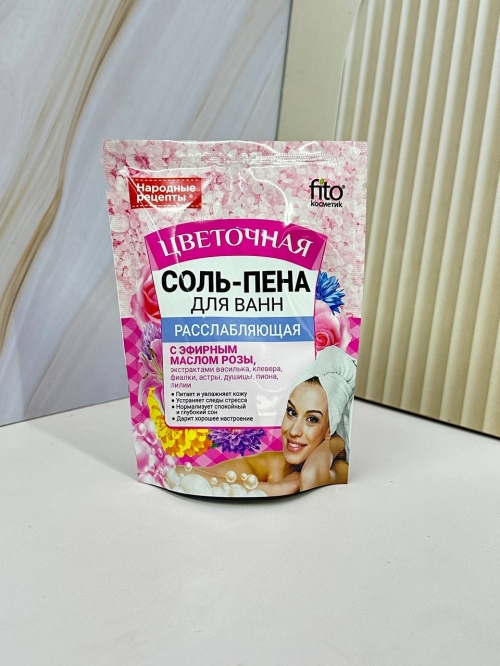 Народные
рецепты®
fito®
косметик
ЦВЕТОЧНАЯ
СОЛЬ-ПЕНА
ДЛЯ ВАНН
РАССЛАБЛЯЮЩАЯ
С ЭФИРНЫМ
МАСЛОМ РОЗЫ,
экстрактами василька, клевера,
фиалки, астры, душицы, пиона,
лилии
• Питает и увлажняет кожу
• Устраняет следы стресса
• Нормализует спокойный
и глубокий сон
• Дарит хорошее настроение